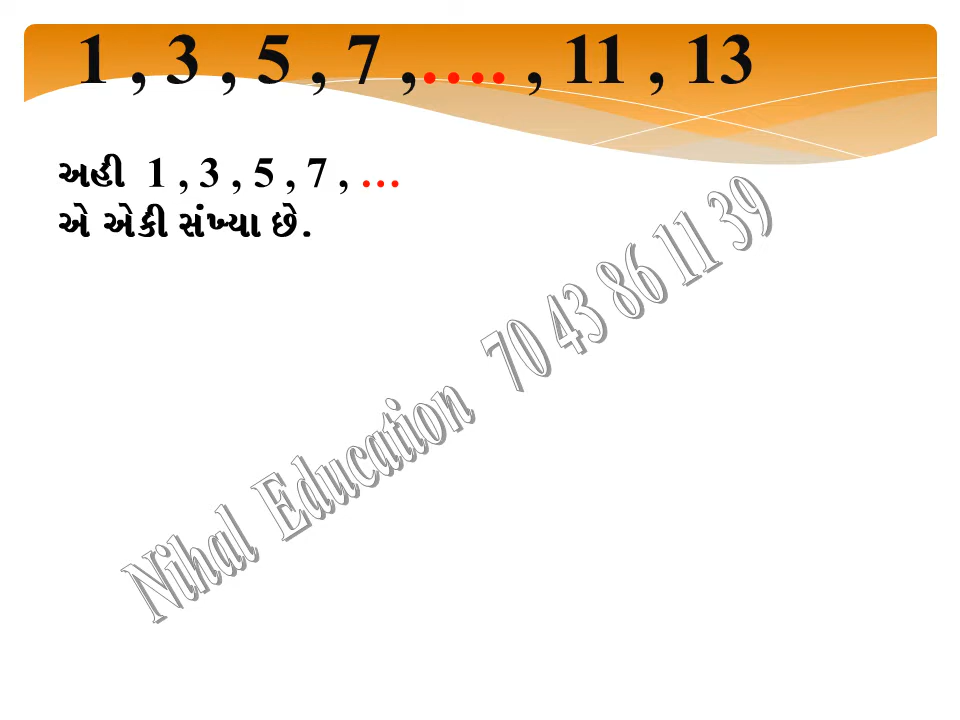 1 , 3 , 5 , 7 ,.... , 11 , 13
અહી 1 , 3 , 5 , 7 , ...
એ એકી સંખ્યા છે.
Nihal Education 70 43 86 11 39